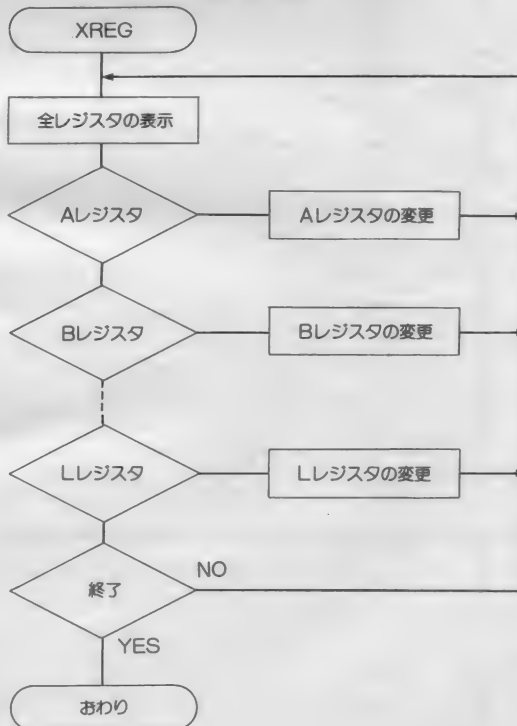 XREG
全レジスタの表示
Aレジスタ
Aレジスタの変更
Bレジスタ
Bレジスタの変更
Lレジスタ
Lレジスタの変更
終了
NO
YES
おわり